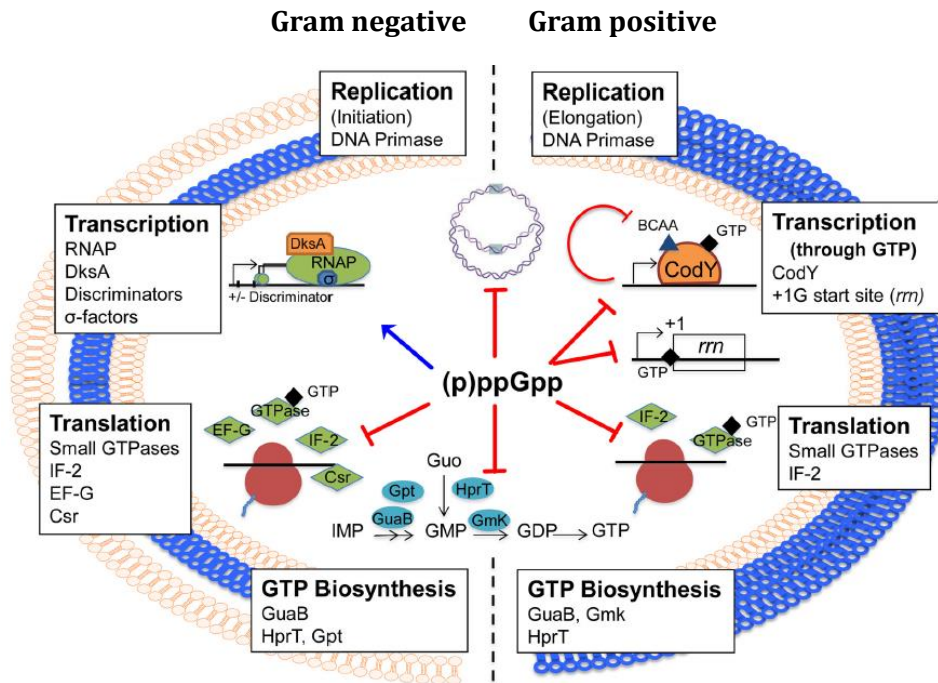 Gram negative
Gram positive
Replication
(Initiation)
DNA Primase
Replication
(Elongation)
DNA Primase
Transcription
RNAP
DksA
Discriminators
σ-factors
DksA
RNAP
σ
+/- Discriminator
BCAA
GTP
CodY
Transcription
(through GTP)
CodY
+1G start site (rrn)
+1
rrn
GTP
(p)ppGpp
Translation
Small GTPases
IF-2
EF-G
Csr
GTP
GTPase
EF-G
IF-2
Csr
IF-2
GTP
GTPase
Translation
Small GTPases
IF-2
Guo
Gpt
HprT
GuaB
GmK
IMP
GMP
GDP
GTP
GTP Biosynthesis
GuaB
HprT, Gpt
GTP Biosynthesis
GuaB, Gmk
HprT